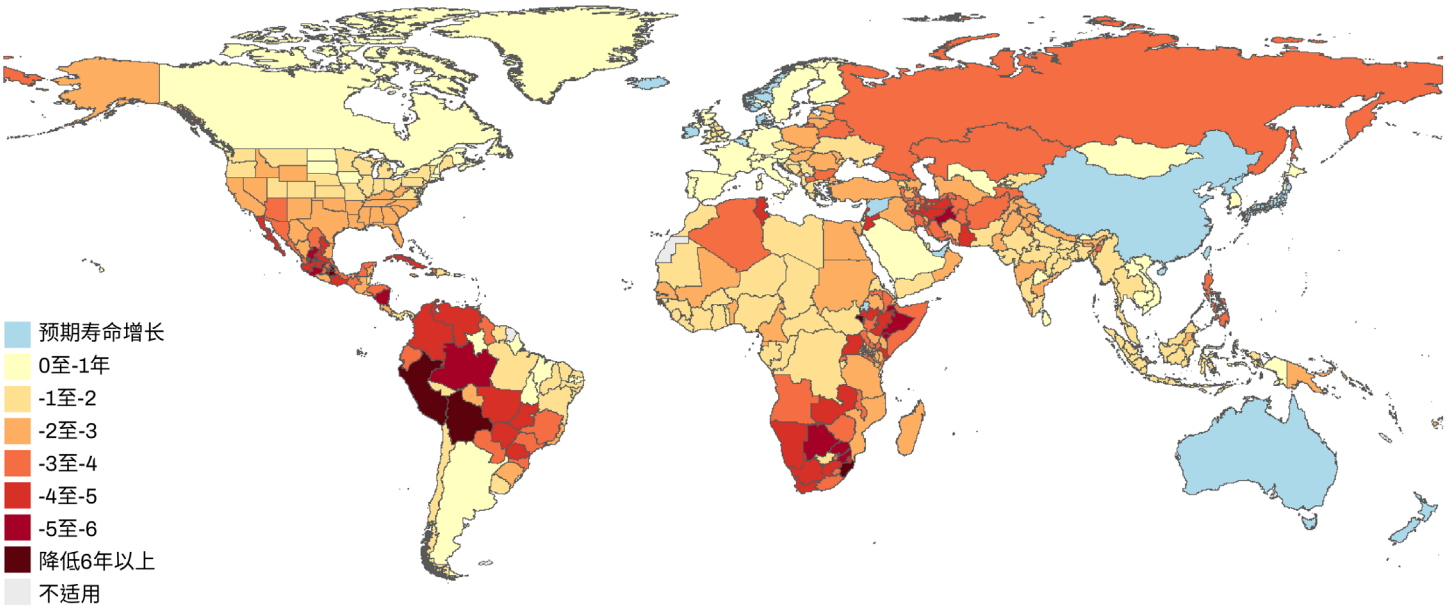 预期寿命增长
0至-1年
-1至-2
-2至-3
-3至-4
-4至-5
-5至-6
降低6年以上
不适用